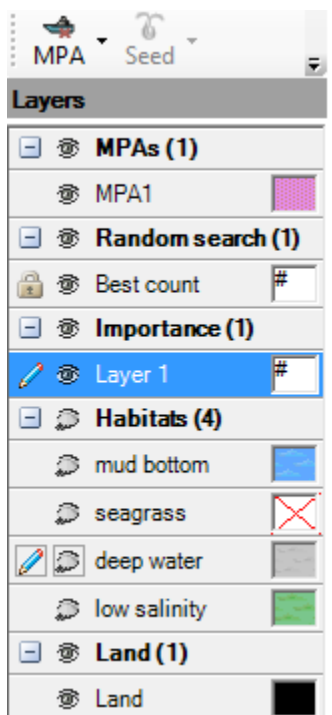 MPA Seed
Layers
MPAs (1)
MPA1
Random search (1)
Best count #
Importance (1)
Layer 1 #
Habitats (4)
mud bottom
seagrass
deep water
low salinity
Land (1)
Land